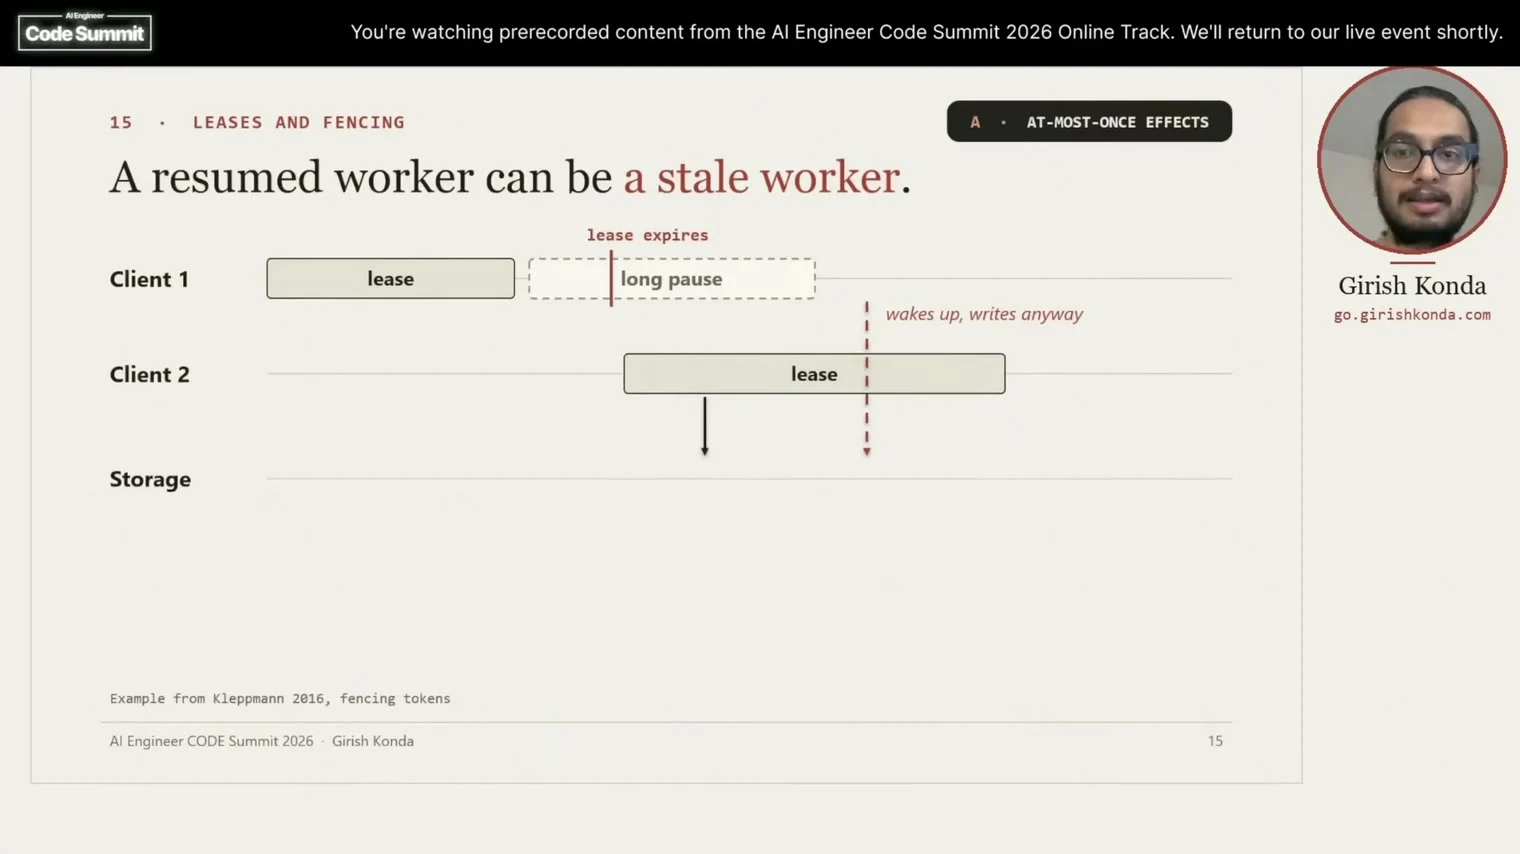 AI Engineer
Code Summit
You're watching prerecorded content from the AI Engineer Code Summit 2026 Online Track. We'll return to our live event shortly.
15 · LEASES AND FENCING
A · AT-MOST-ONCE EFFECTS
A resumed worker can be a stale worker.
lease expires
Client 1
lease
long pause
wakes up, writes anyway
Client 2
lease
Storage
Example from Kleppmann 2016, fencing tokens
AI Engineer CODE Summit 2026 · Girish Konda
15
Girish Konda
go.girishkonda.com